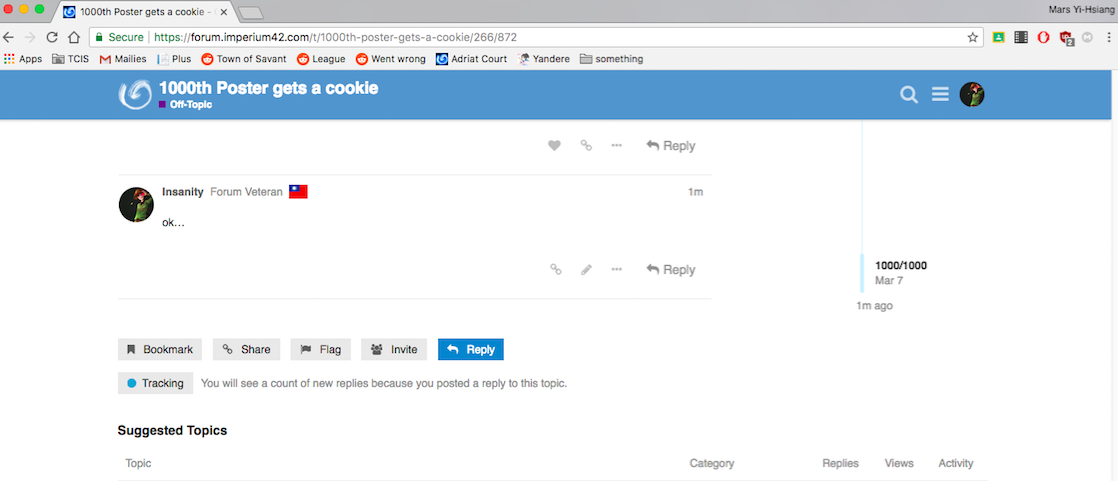 1000th Poster gets a cookie -
Mars Yi-Hsiang
Secure | https://forum.imperium42.com/t/1000th-poster-gets-a-cookie/266/872
Apps TCIS Mailies Plus Town of Savant League Went wrong Adriat Court Yandere something
2
1000th Poster gets a cookie
Off-Topic
Reply
Insanity Forum Veteran 1m
ok...
Reply
1000/1000
Mar 7
1m ago
Bookmark Share Flag Invite Reply
Tracking You will see a count of new replies because you posted a reply to this topic.
Suggested Topics
Topic Category Replies Views Activity